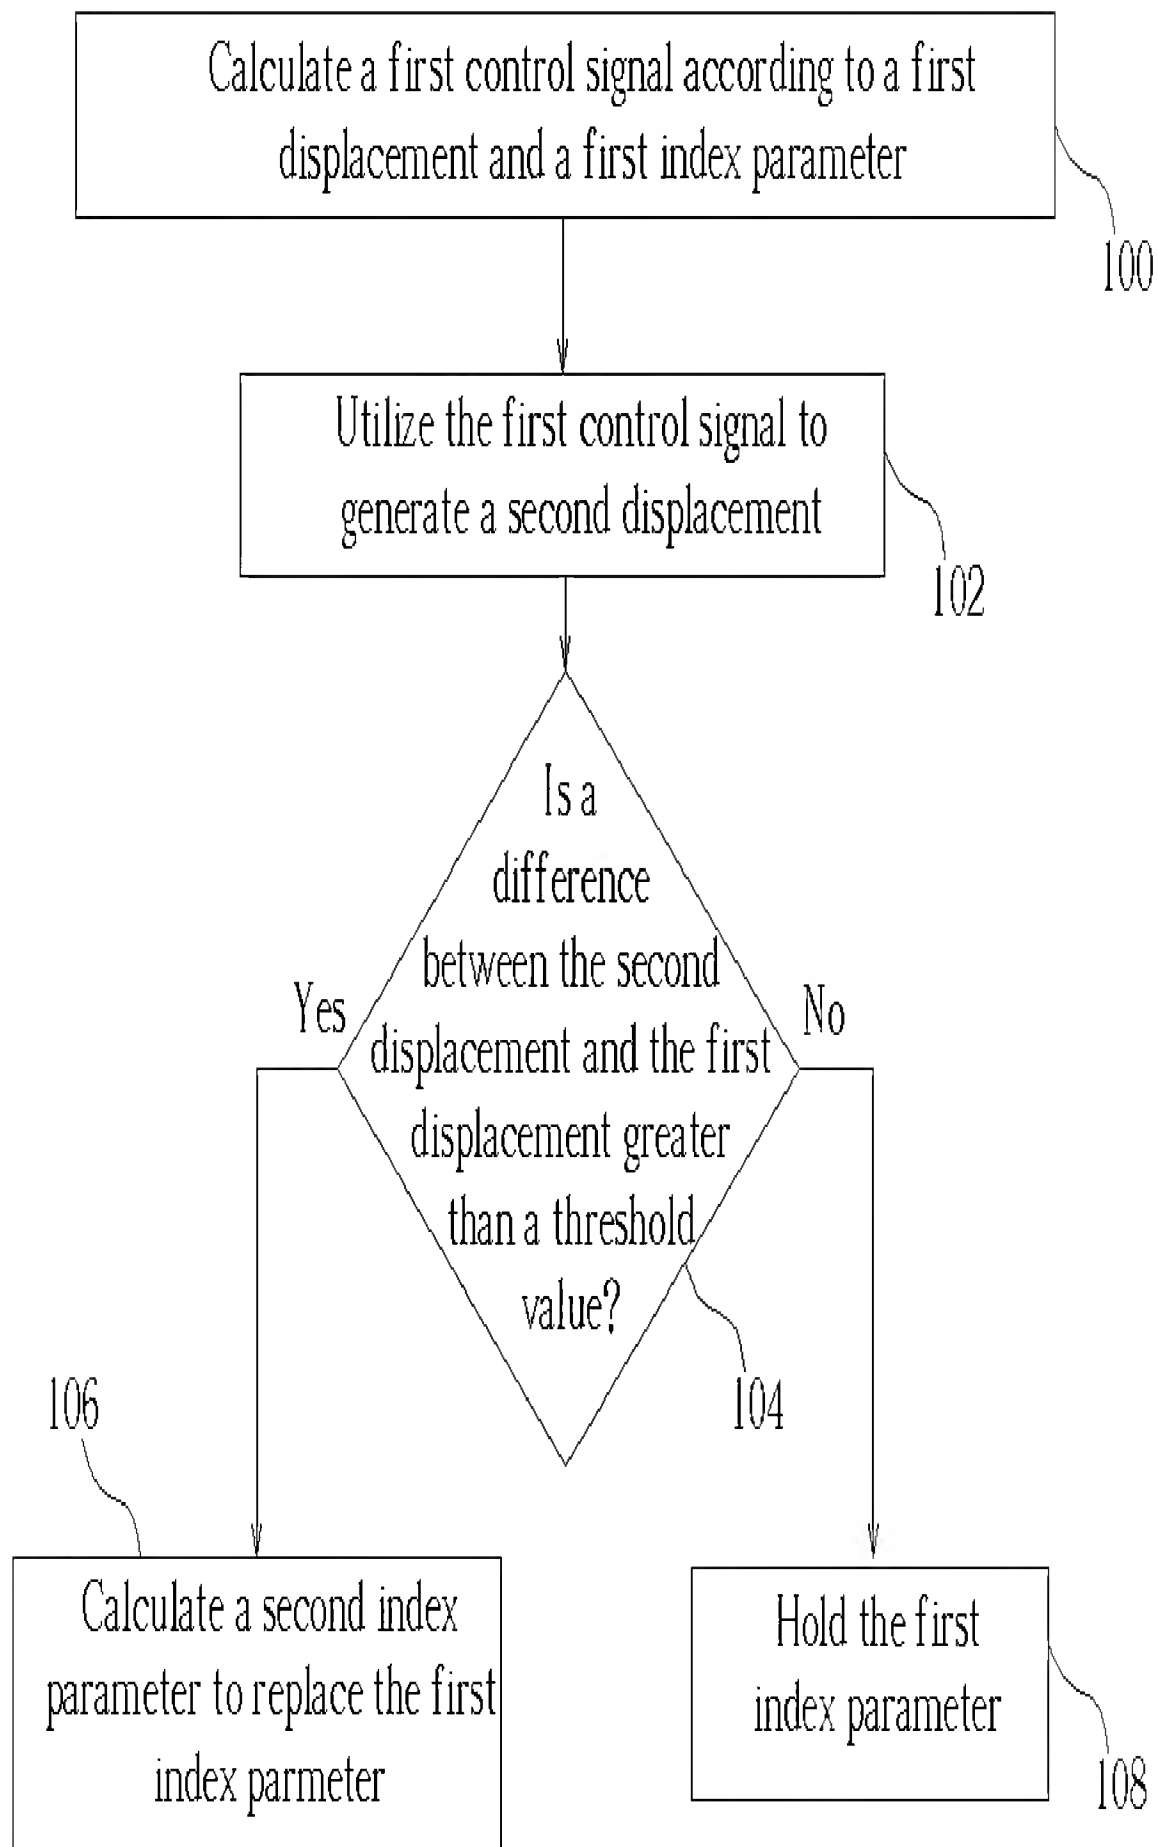 Calculate a first control signal according to a first
displacement and a first index parameter
100
Utilize the first control signal to
generate a second displacement
102
Is a
difference
between the second
displacement and the first
displacement greater
than a threshold
value?
Yes
No
104
106
Calculate a second index
parameter to replace the first
index parmeter
Hold the first
index parameter
108